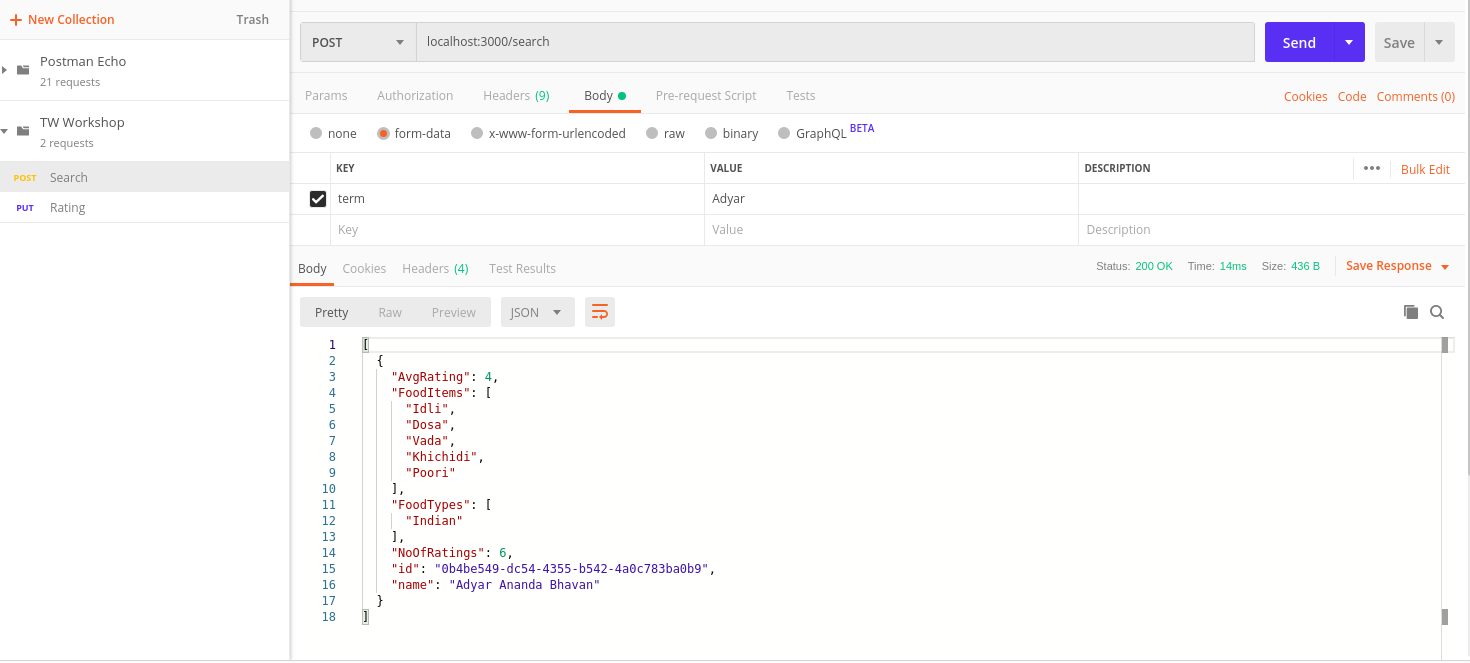 New Collection Trash
Postman Echo
21 requests
TW Workshop
2 requests
POST Search
PUT Rating
POST localhost:3000/search Send Save
Params Authorization Headers (9) Body Pre-request Script Tests Cookies Code Comments (0)
none form-data x-www-form-urlencoded raw binary GraphQL BETA
KEY VALUE DESCRIPTION ••• Bulk Edit
term Adyar
Key Value Description
Body Cookies Headers (4) Test Results Status: 200 OK Time: 14ms Size: 436 B Save Response
Pretty Raw Preview JSON
1 [
2 {
3 "AvgRating": 4,
4 "FoodItems": [
5 "Idli",
6 "Dosa",
7 "Vada",
8 "Khichidi",
9 "Poori"
10 ],
11 "FoodTypes": [
12 "Indian"
13 ],
14 "NoOfRatings": 6,
15 "id": "0b4be549-dc54-4355-b542-4a0c783ba0b9",
16 "name": "Adyar Ananda Bhavan"
17 }
18 ]